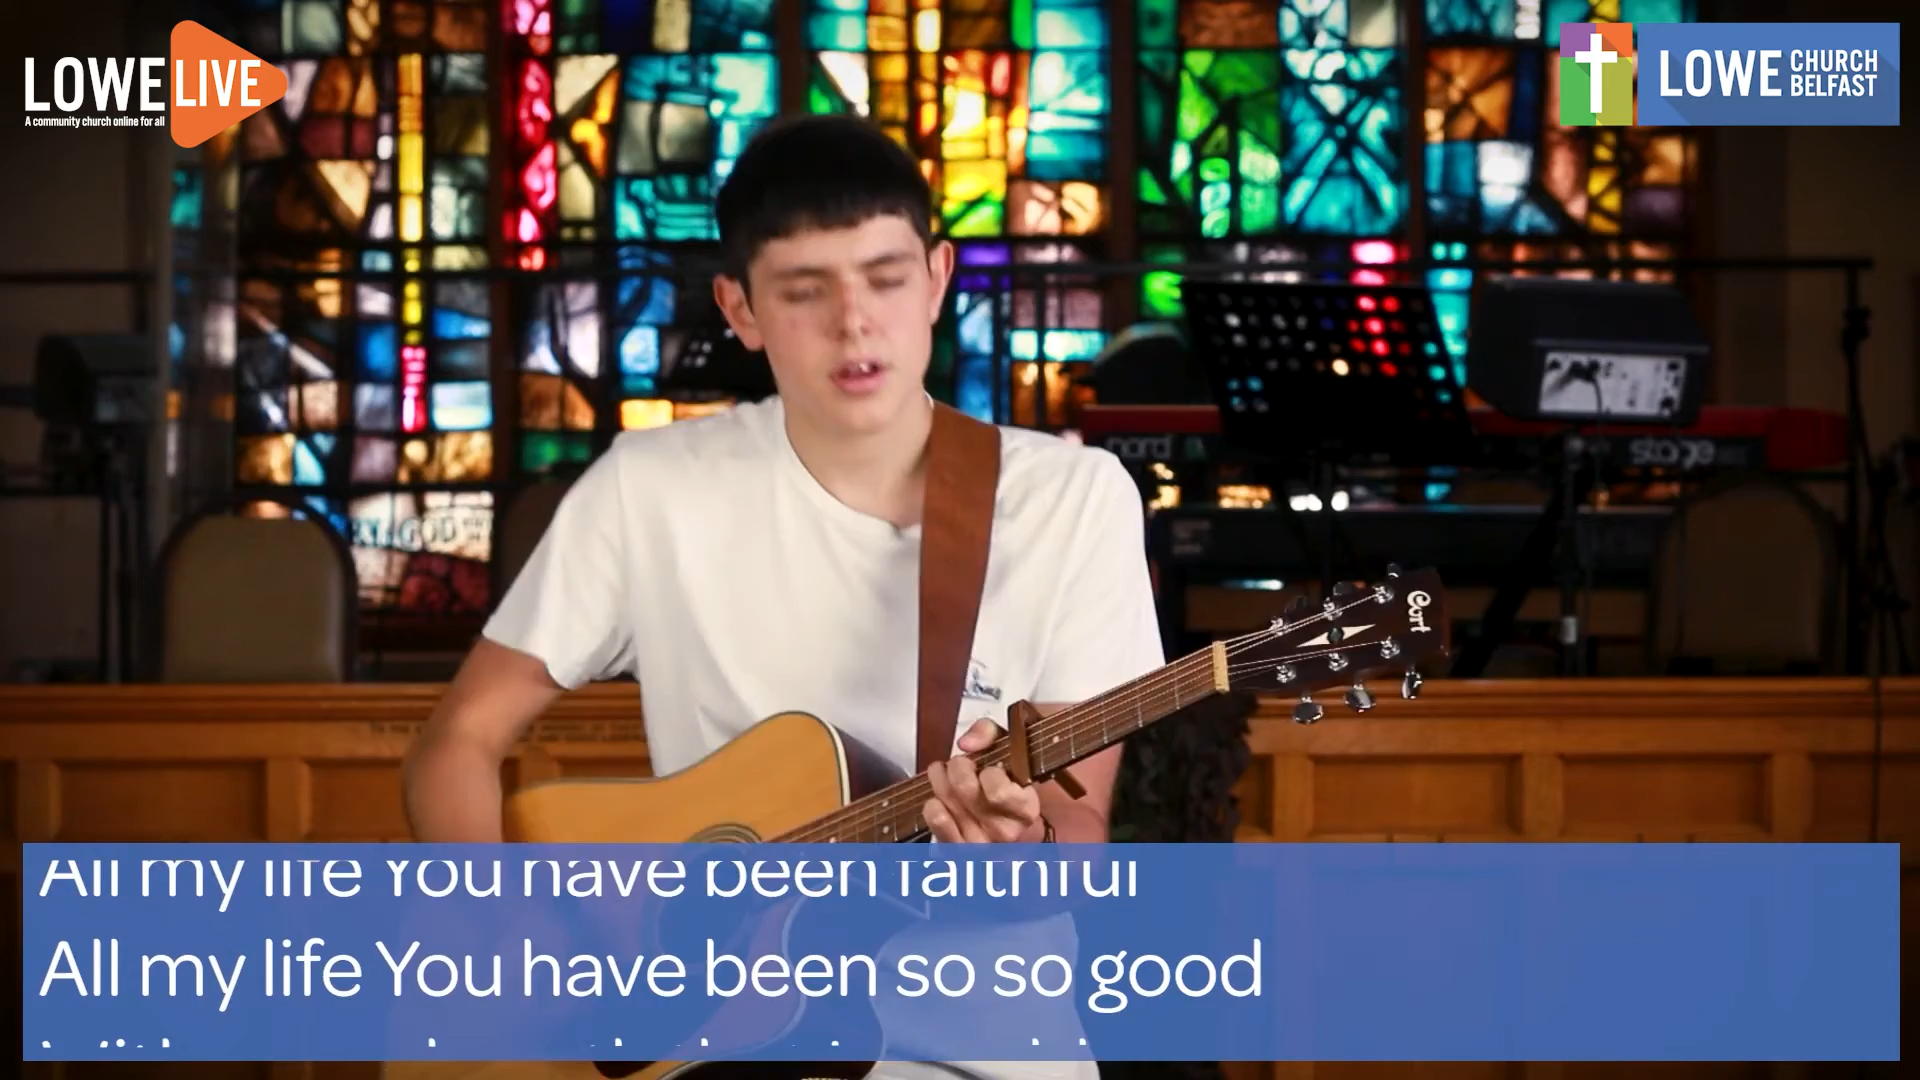 LOWE LIVE
A community church online for all
LOWE CHURCH BELFAST
GOD W
nord
stage
Cort
All my life You have been faithful
All my life You have been so so good